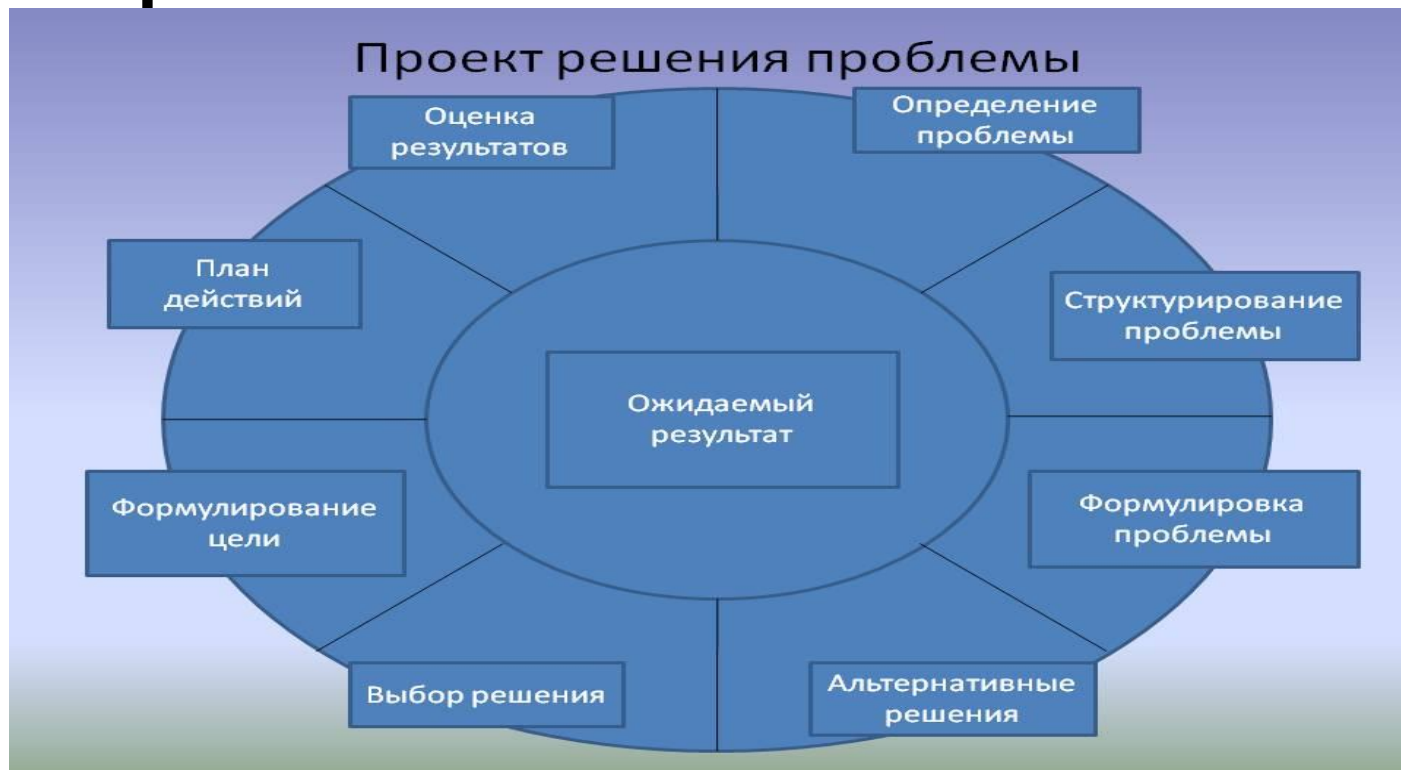 Проект решения проблемы
Оценка
результатов
Определение
проблемы
План
действий
Структурирование
проблемы
Ожидаемый
результат
Формулирование
цели
Формулировка
проблемы
Выбор решения
Альтернативные
решения